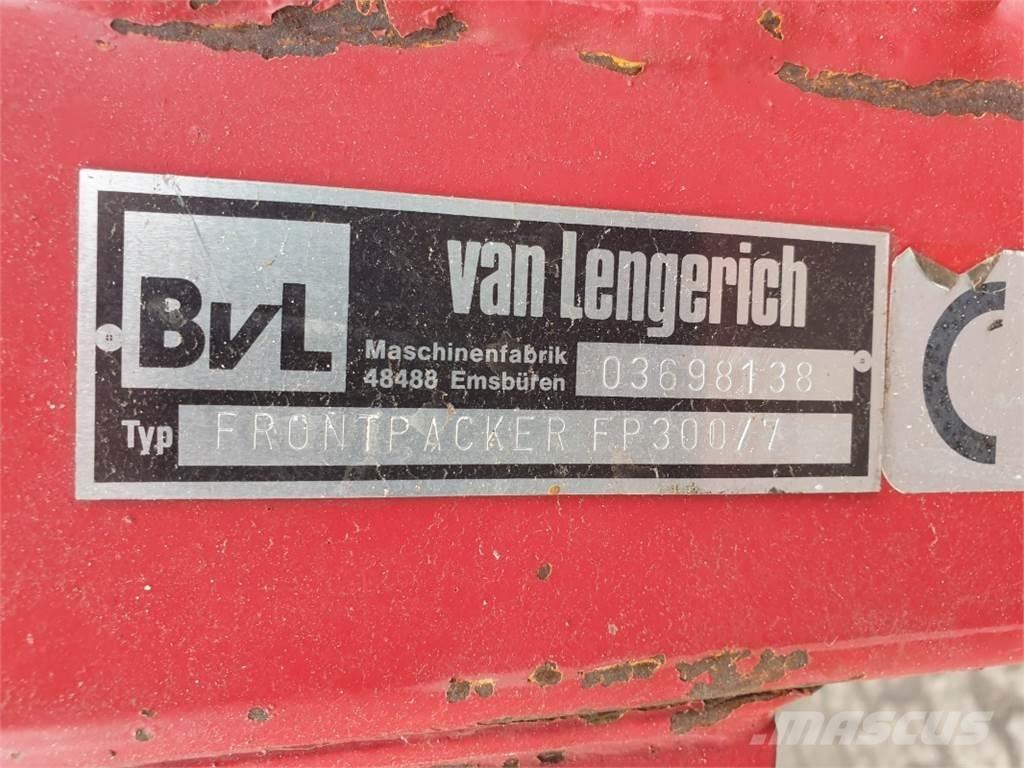 BvL
van Lengerich
Maschinenfabrik
48488 Emsbüren
03698138
Typ FRONTPACKER FP300/7
C
MASCUS